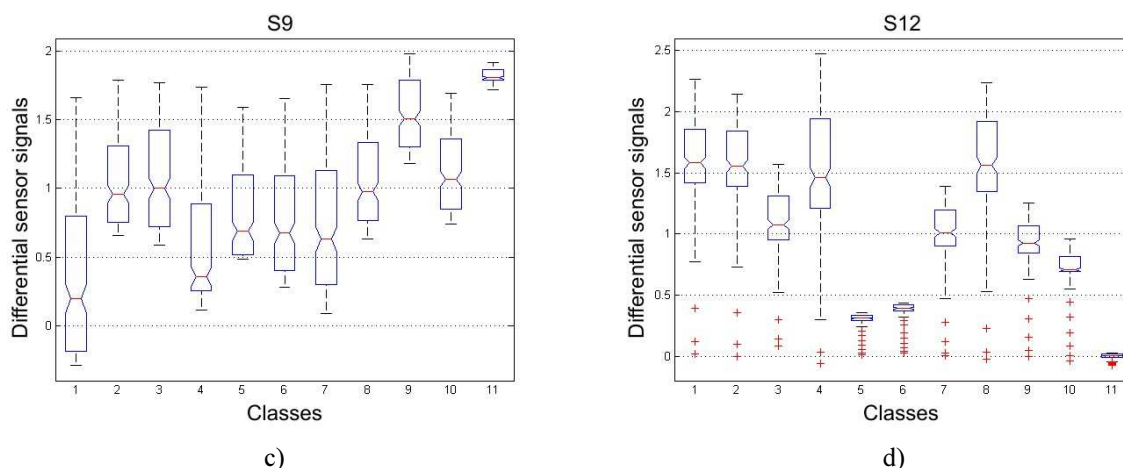 S9
2
1.5
1
0.5
0
Differential sensor signals
1 2 3 4 5 6 7 8 9 10 11
Classes
c)
S12
2.5
2
1.5
1
0.5
0
Differential sensor signals
1 2 3 4 5 6 7 8 9 10 11
Classes
d)